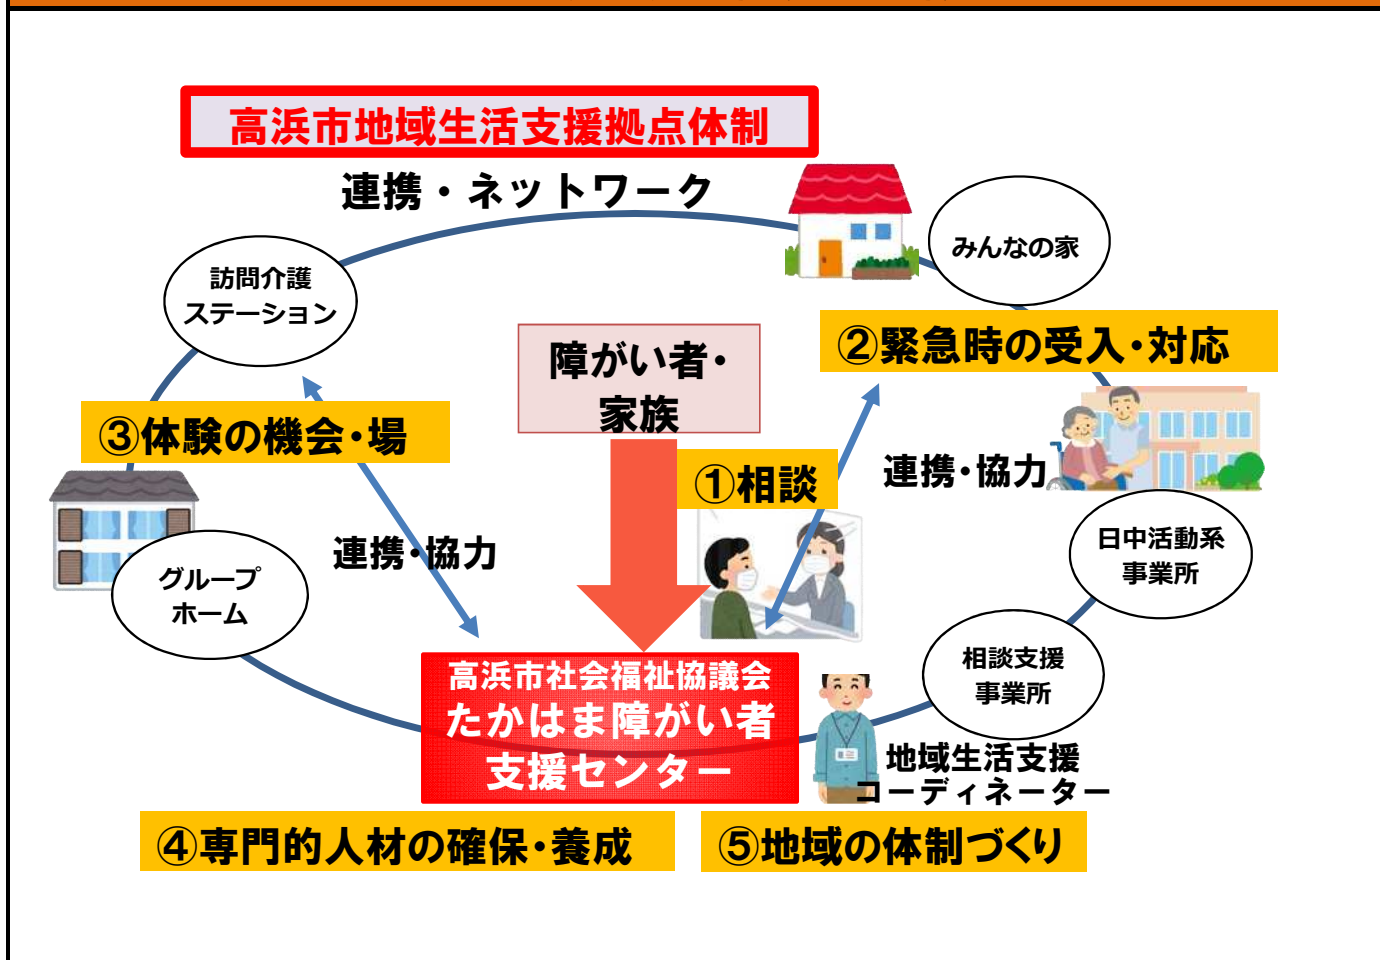 高浜市地域生活支援拠点体制
連携・ネットワーク
みんなの家
訪問介護
ステーション
②緊急時の受入・対応
障がい者・
家族
③体験の機会・場
①相談
連携・協力
連携・協力
日中活動系
事業所
グループ
ホーム
相談支援
事業所
高浜市社会福祉協議会
たかはま障がい者
支援センター
地域生活支援
コーディネーター
④専門的人材の確保・養成
⑤地域の体制づくり